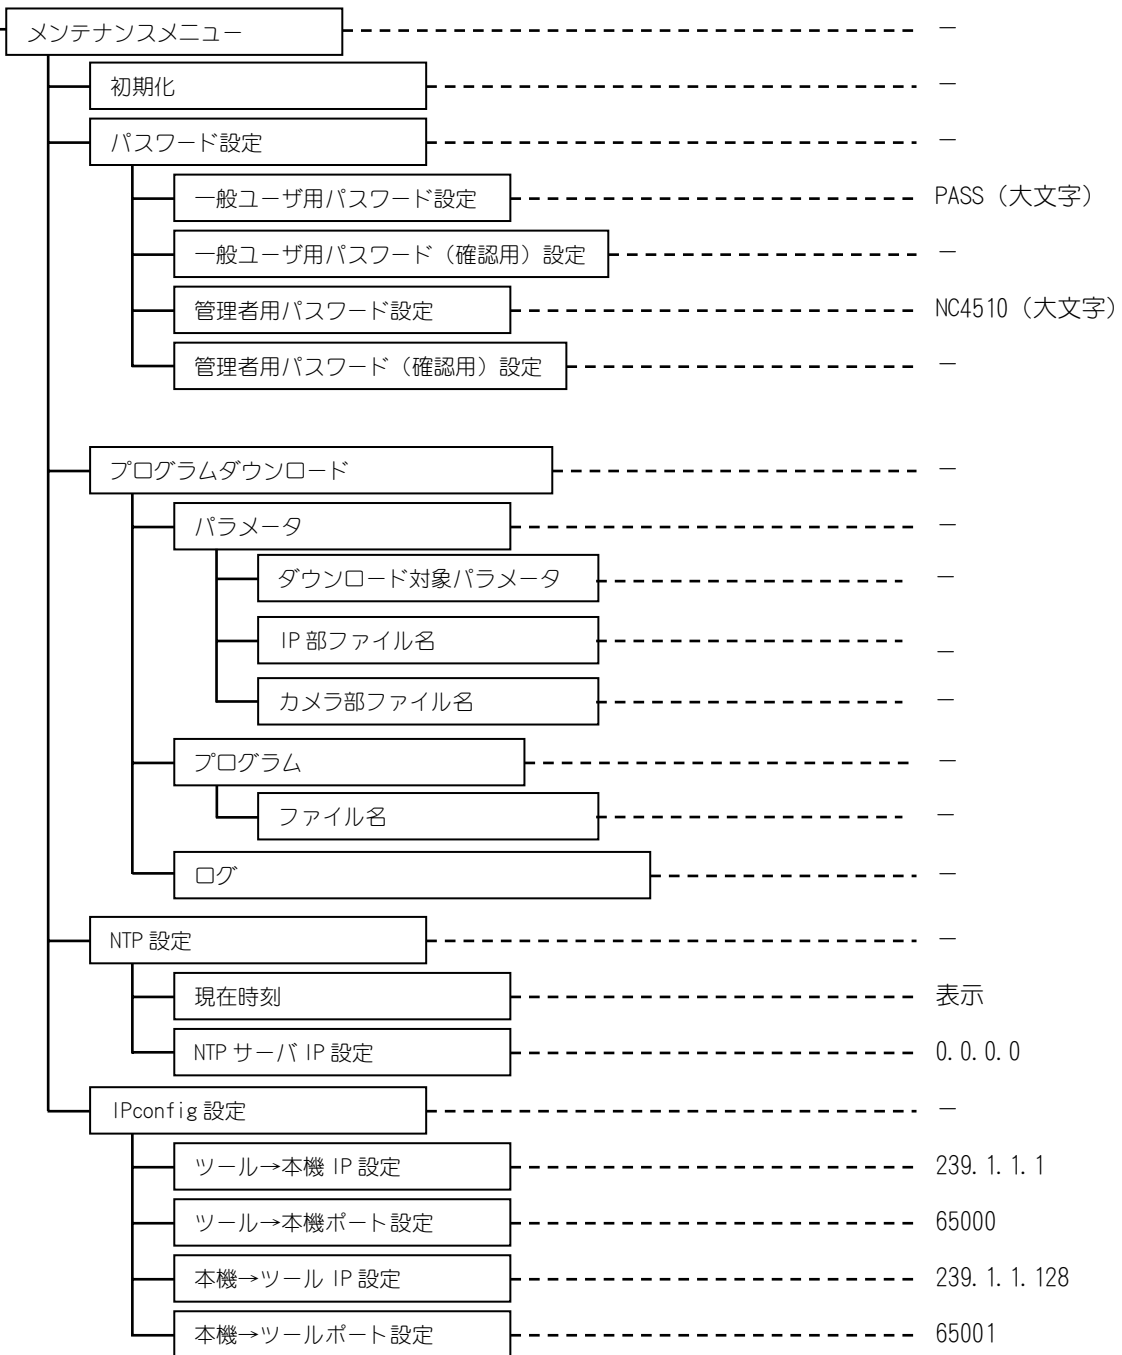 メンテナンスメニュー －
初期化 －
パスワード設定 －
一般ユーザ用パスワード設定 PASS（大文字）
一般ユーザ用パスワード（確認用）設定 －
管理者用パスワード設定 NC4510（大文字）
管理者用パスワード（確認用）設定 －
プログラムダウンロード －
パラメータ －
ダウンロード対象パラメータ －
IP部ファイル名 －
カメラ部ファイル名 －
プログラム －
ファイル名 －
ログ －
NTP設定 －
現在時刻 表示
NTPサーバIP設定 0.0.0.0
IPconfig設定 －
ツール→本機IP設定 239.1.1.1
ツール→本機ポート設定 65000
本機→ツールIP設定 239.1.1.128
本機→ツールポート設定 65001